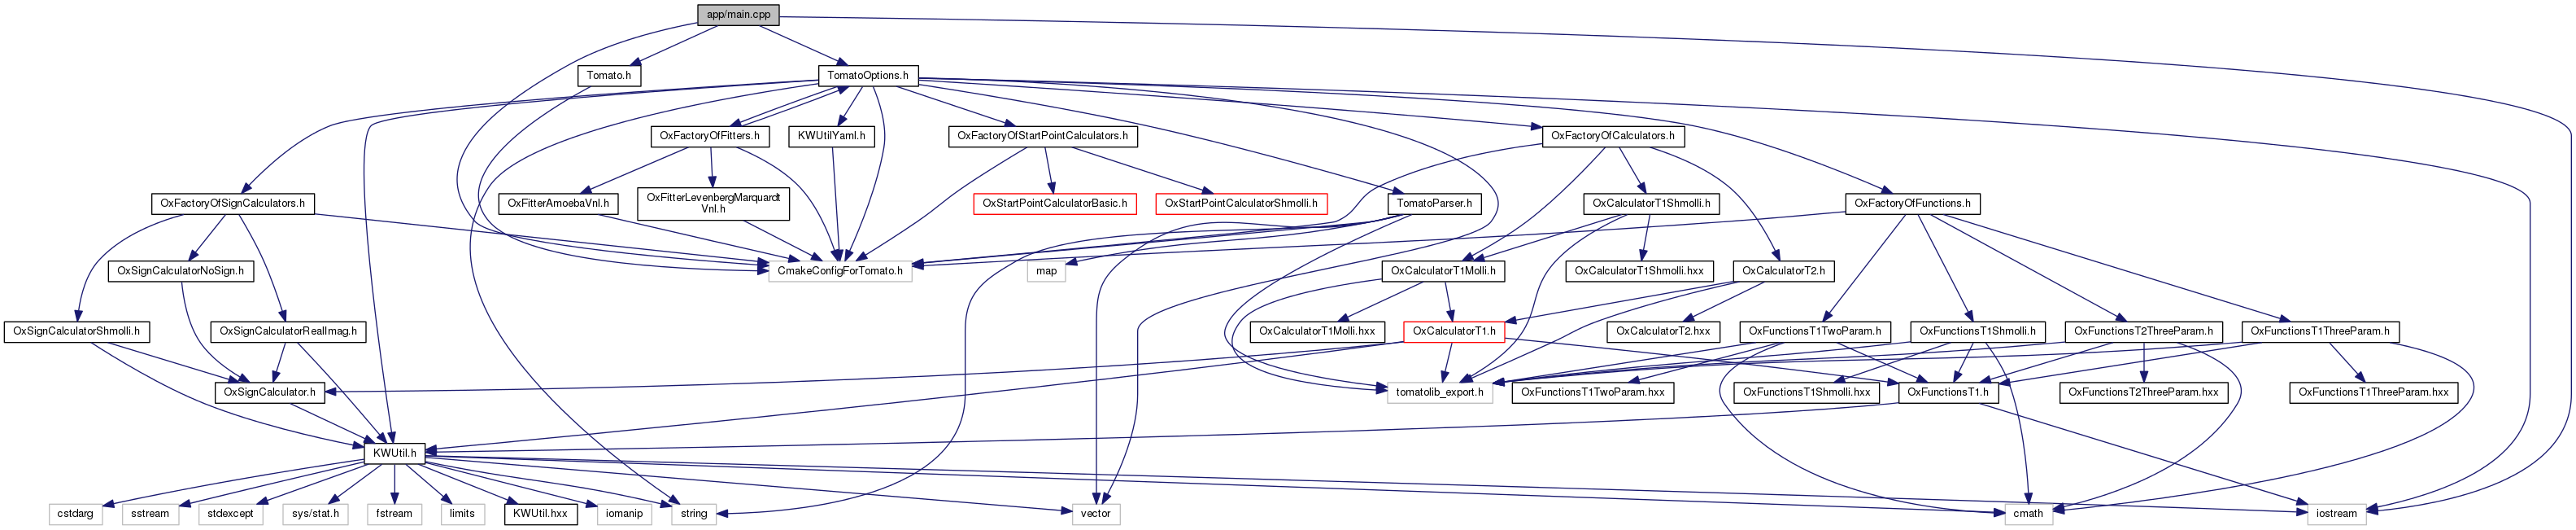 app/main.cpp
Tomato.h
TomatoOptions.h
OxFactoryOfFitters.h
KWUtilYaml.h
OxFactoryOfStartPointCalculators.h
OxFactoryOfCalculators.h
OxFactoryOfSignCalculators.h
OxFitterAmoebaVnl.h
OxFitterLevenbergMarquardt
Vnl.h
OxStartPointCalculatorBasic.h
OxStartPointCalculatorShmolli.h
TomatoParser.h
OxCalculatorT1Shmolli.h
OxFactoryOfFunctions.h
OxSignCalculatorNoSign.h
CmakeConfigForTomato.h
map
OxCalculatorT1Molli.h
OxCalculatorT1Shmolli.hxx
OxCalculatorT2.h
OxSignCalculatorShmolli.h
OxSignCalculatorRealImag.h
OxCalculatorT1Molli.hxx
OxCalculatorT1.h
OxCalculatorT2.hxx
OxFunctionsT1TwoParam.h
OxFunctionsT1Shmolli.h
OxFunctionsT2ThreeParam.h
OxFunctionsT1ThreeParam.h
OxSignCalculator.h
tomatolib_export.h
OxFunctionsT1TwoParam.hxx
OxFunctionsT1Shmolli.hxx
OxFunctionsT1.h
OxFunctionsT2ThreeParam.hxx
OxFunctionsT1ThreeParam.hxx
KWUtil.h
cstdarg
sstream
stdexcept
sys/stat.h
fstream
limits
KWUtil.hxx
iomanip
string
vector
cmath
iostream